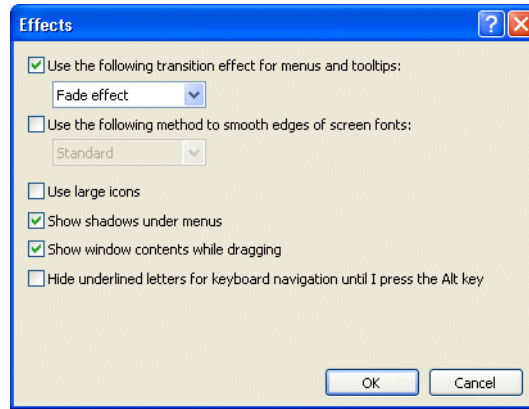 Effects
Use the following transition effect for menus and tooltips:
Fade effect
Use the following method to smooth edges of screen fonts:
Standard
Use large icons
Show shadows under menus
Show window contents while dragging
Hide underlined letters for keyboard navigation until I press the Alt key
OK Cancel